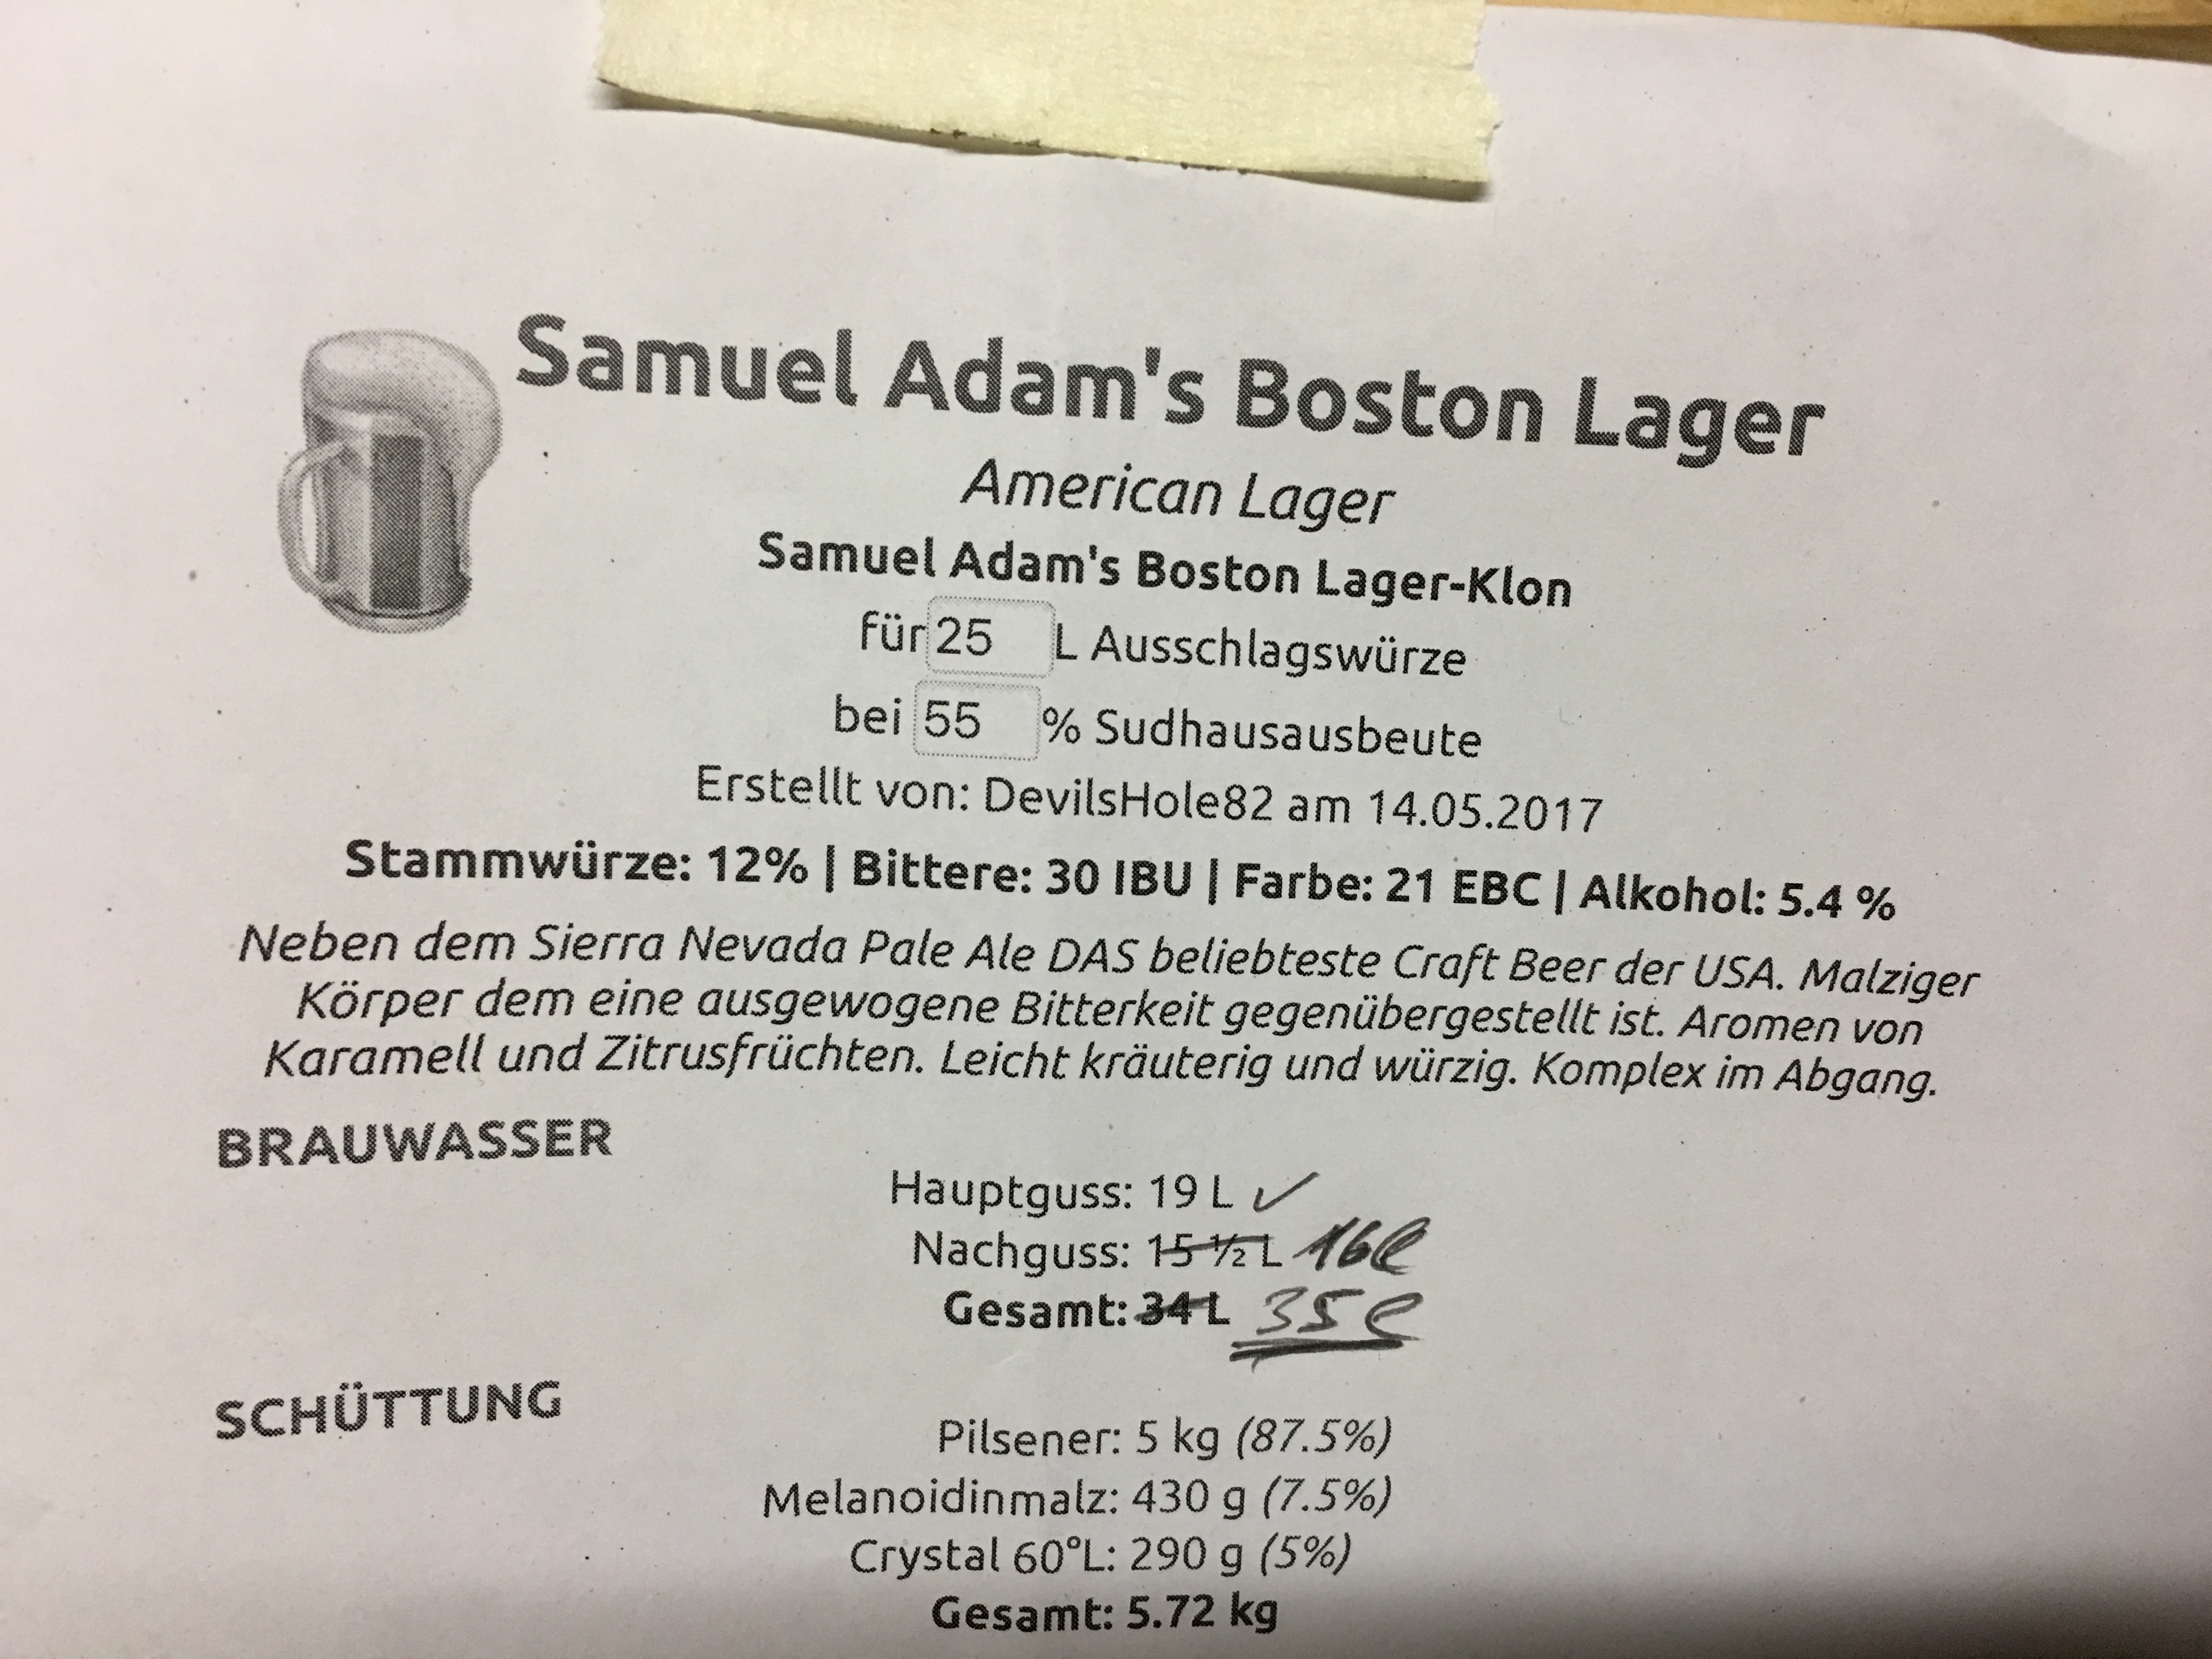 Samuel Adam's Boston Lager
American Lager
Samuel Adam's Boston Lager-Klon
für 25 L Ausschlagswürze
bei 55 % Sudhausausbeute
Erstellt von: DevilsHole82 am 14.05.2017
Stammwürze: 12% | Bittere: 30 IBU | Farbe: 21 EBC | Alkohol: 5.4 %
Neben dem Sierra Nevada Pale Ale DAS beliebteste Craft Beer der USA. Malziger
Körper dem eine ausgewogene Bitterkeit gegenübergestellt ist. Aromen von
Karamell und Zitrusfrüchten. Leicht kräuterig und würzig. Komplex im Abgang.
BRAUWASSER
Hauptguss: 19 L ✓
Nachguss: 15 ½ L 16l
Gesamt: 34 L 35l
SCHÜTTUNG
Pilsener: 5 kg (87.5%)
Melanoidinmalz: 430 g (7.5%)
Crystal 60°L: 290 g (5%)
Gesamt: 5.72 kg